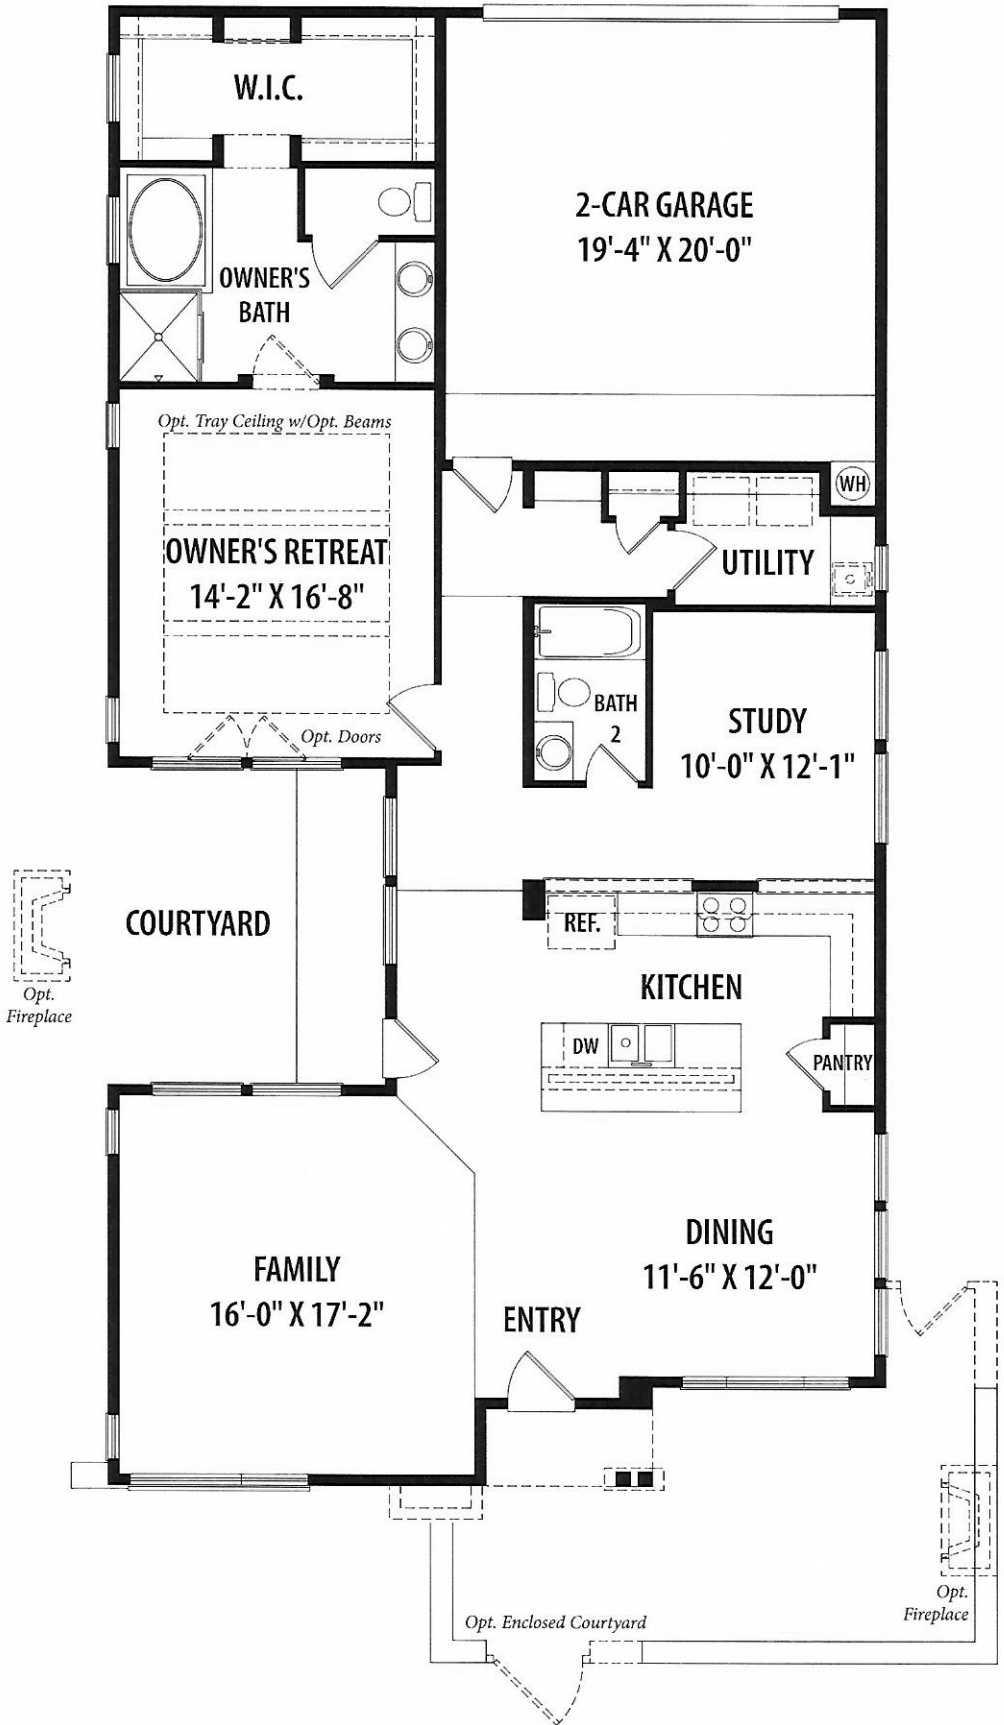 W.I.C.
2-CAR GARAGE
19'-4" X 20'-0"
OWNER'S
BATH
Opt. Tray Ceiling w/Opt. Beams
WH
OWNER'S RETREAT
14'-2" X 16'-8"
UTILITY
BATH
2
STUDY
10'-0" X 12'-1"
Opt. Doors
COURTYARD
REF.
KITCHEN
Opt.
Fireplace
DW
PANTRY
DINING
11'-6" X 12'-0"
FAMILY
16'-0" X 17'-2"
ENTRY
Opt.
Fireplace
Opt. Enclosed Courtyard